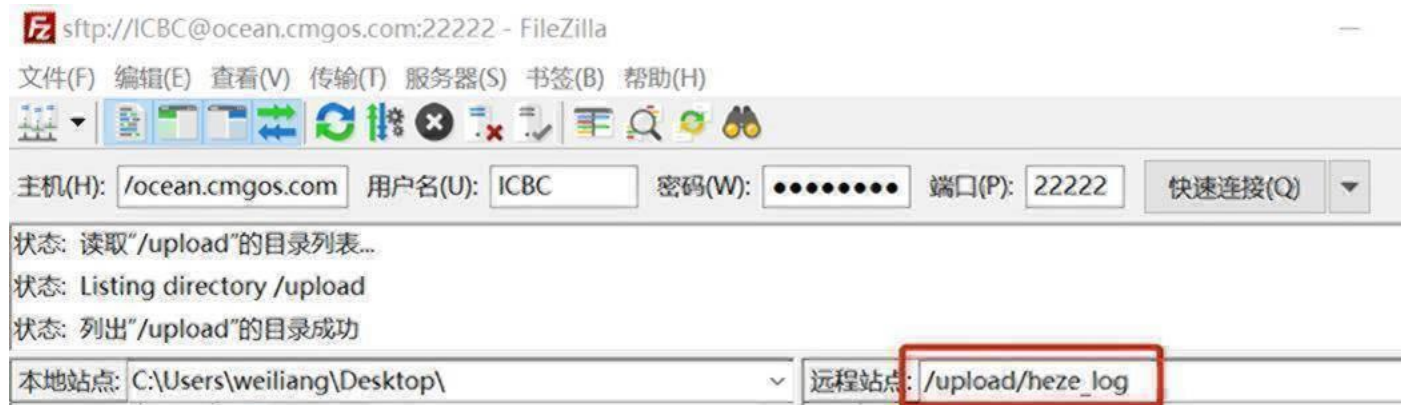 sftp://ICBC@ocean.cmgos.com:22222 - FileZilla
文件(F) 编辑(E) 查看(V) 传输(T) 服务器(S) 书签(B) 帮助(H)
主机(H): /ocean.cmgos.com 用户名(U): ICBC 密码(W): ●●●●●●●● 端口(P): 22222 快速连接(Q)
状态: 读取"/upload"的目录列表...
状态: Listing directory /upload
状态: 列出"/upload"的目录成功
本地站点: C:\Users\weiliang\Desktop\ 远程站点: /upload/heze_log